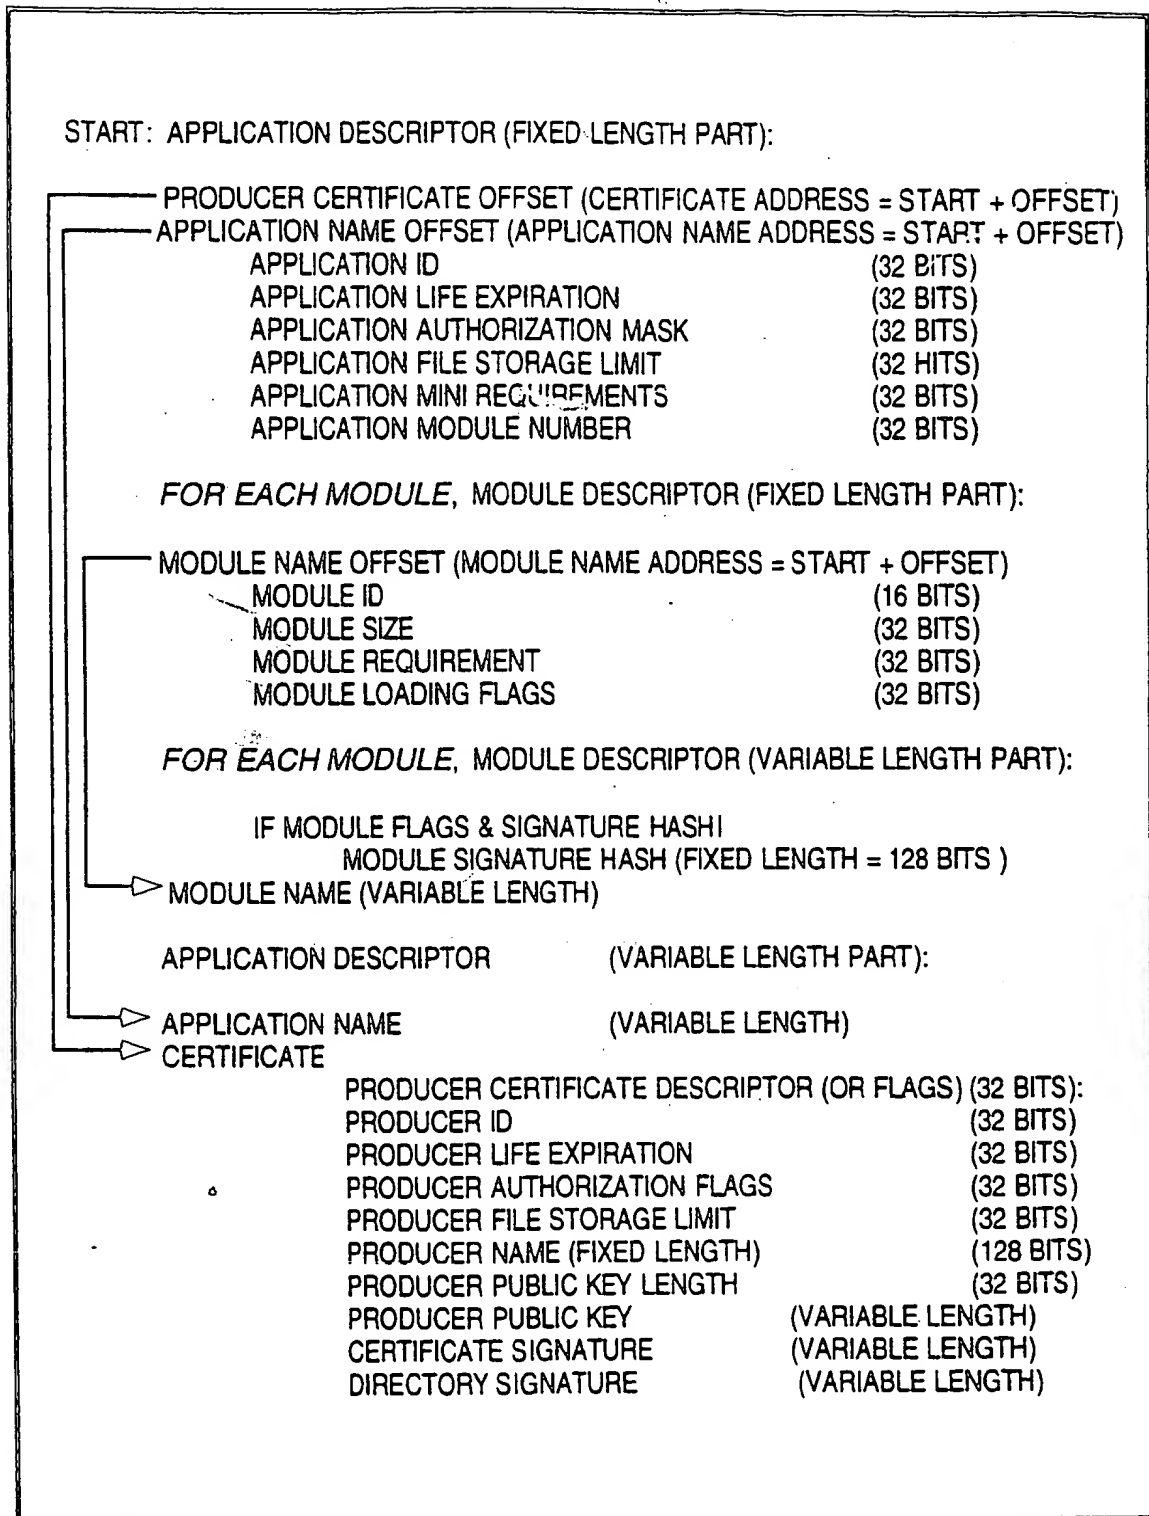 START: APPLICATION DESCRIPTOR (FIXED LENGTH PART):
PRODUCER CERTIFICATE OFFSET (CERTIFICATE ADDRESS = START + OFFSET)
APPLICATION NAME OFFSET (APPLICATION NAME ADDRESS = START + OFFSET)
APPLICATION ID (32 BITS)
APPLICATION LIFE EXPIRATION (32 BITS)
APPLICATION AUTHORIZATION MASK (32 BITS)
APPLICATION FILE STORAGE LIMIT (32 HITS)
APPLICATION MINI REQUIREMENTS (32 BITS)
APPLICATION MODULE NUMBER (32 BITS)
FOR EACH MODULE, MODULE DESCRIPTOR (FIXED LENGTH PART):
MODULE NAME OFFSET (MODULE NAME ADDRESS = START + OFFSET)
MODULE ID (16 BITS)
MODULE SIZE (32 BITS)
MODULE REQUIREMENT (32 BITS)
MODULE LOADING FLAGS (32 BITS)
FOR EACH MODULE, MODULE DESCRIPTOR (VARIABLE LENGTH PART):
IF MODULE FLAGS & SIGNATURE HASHI
MODULE SIGNATURE HASH (FIXED LENGTH = 128 BITS )
MODULE NAME (VARIABLE LENGTH)
APPLICATION DESCRIPTOR (VARIABLE LENGTH PART):
APPLICATION NAME (VARIABLE LENGTH)
CERTIFICATE
PRODUCER CERTIFICATE DESCRIPTOR (OR FLAGS) (32 BITS):
PRODUCER ID (32 BITS)
PRODUCER LIFE EXPIRATION (32 BITS)
PRODUCER AUTHORIZATION FLAGS (32 BITS)
PRODUCER FILE STORAGE LIMIT (32 BITS)
PRODUCER NAME (FIXED LENGTH) (128 BITS)
PRODUCER PUBLIC KEY LENGTH (32 BITS)
PRODUCER PUBLIC KEY (VARIABLE LENGTH)
CERTIFICATE SIGNATURE (VARIABLE LENGTH)
DIRECTORY SIGNATURE (VARIABLE LENGTH)